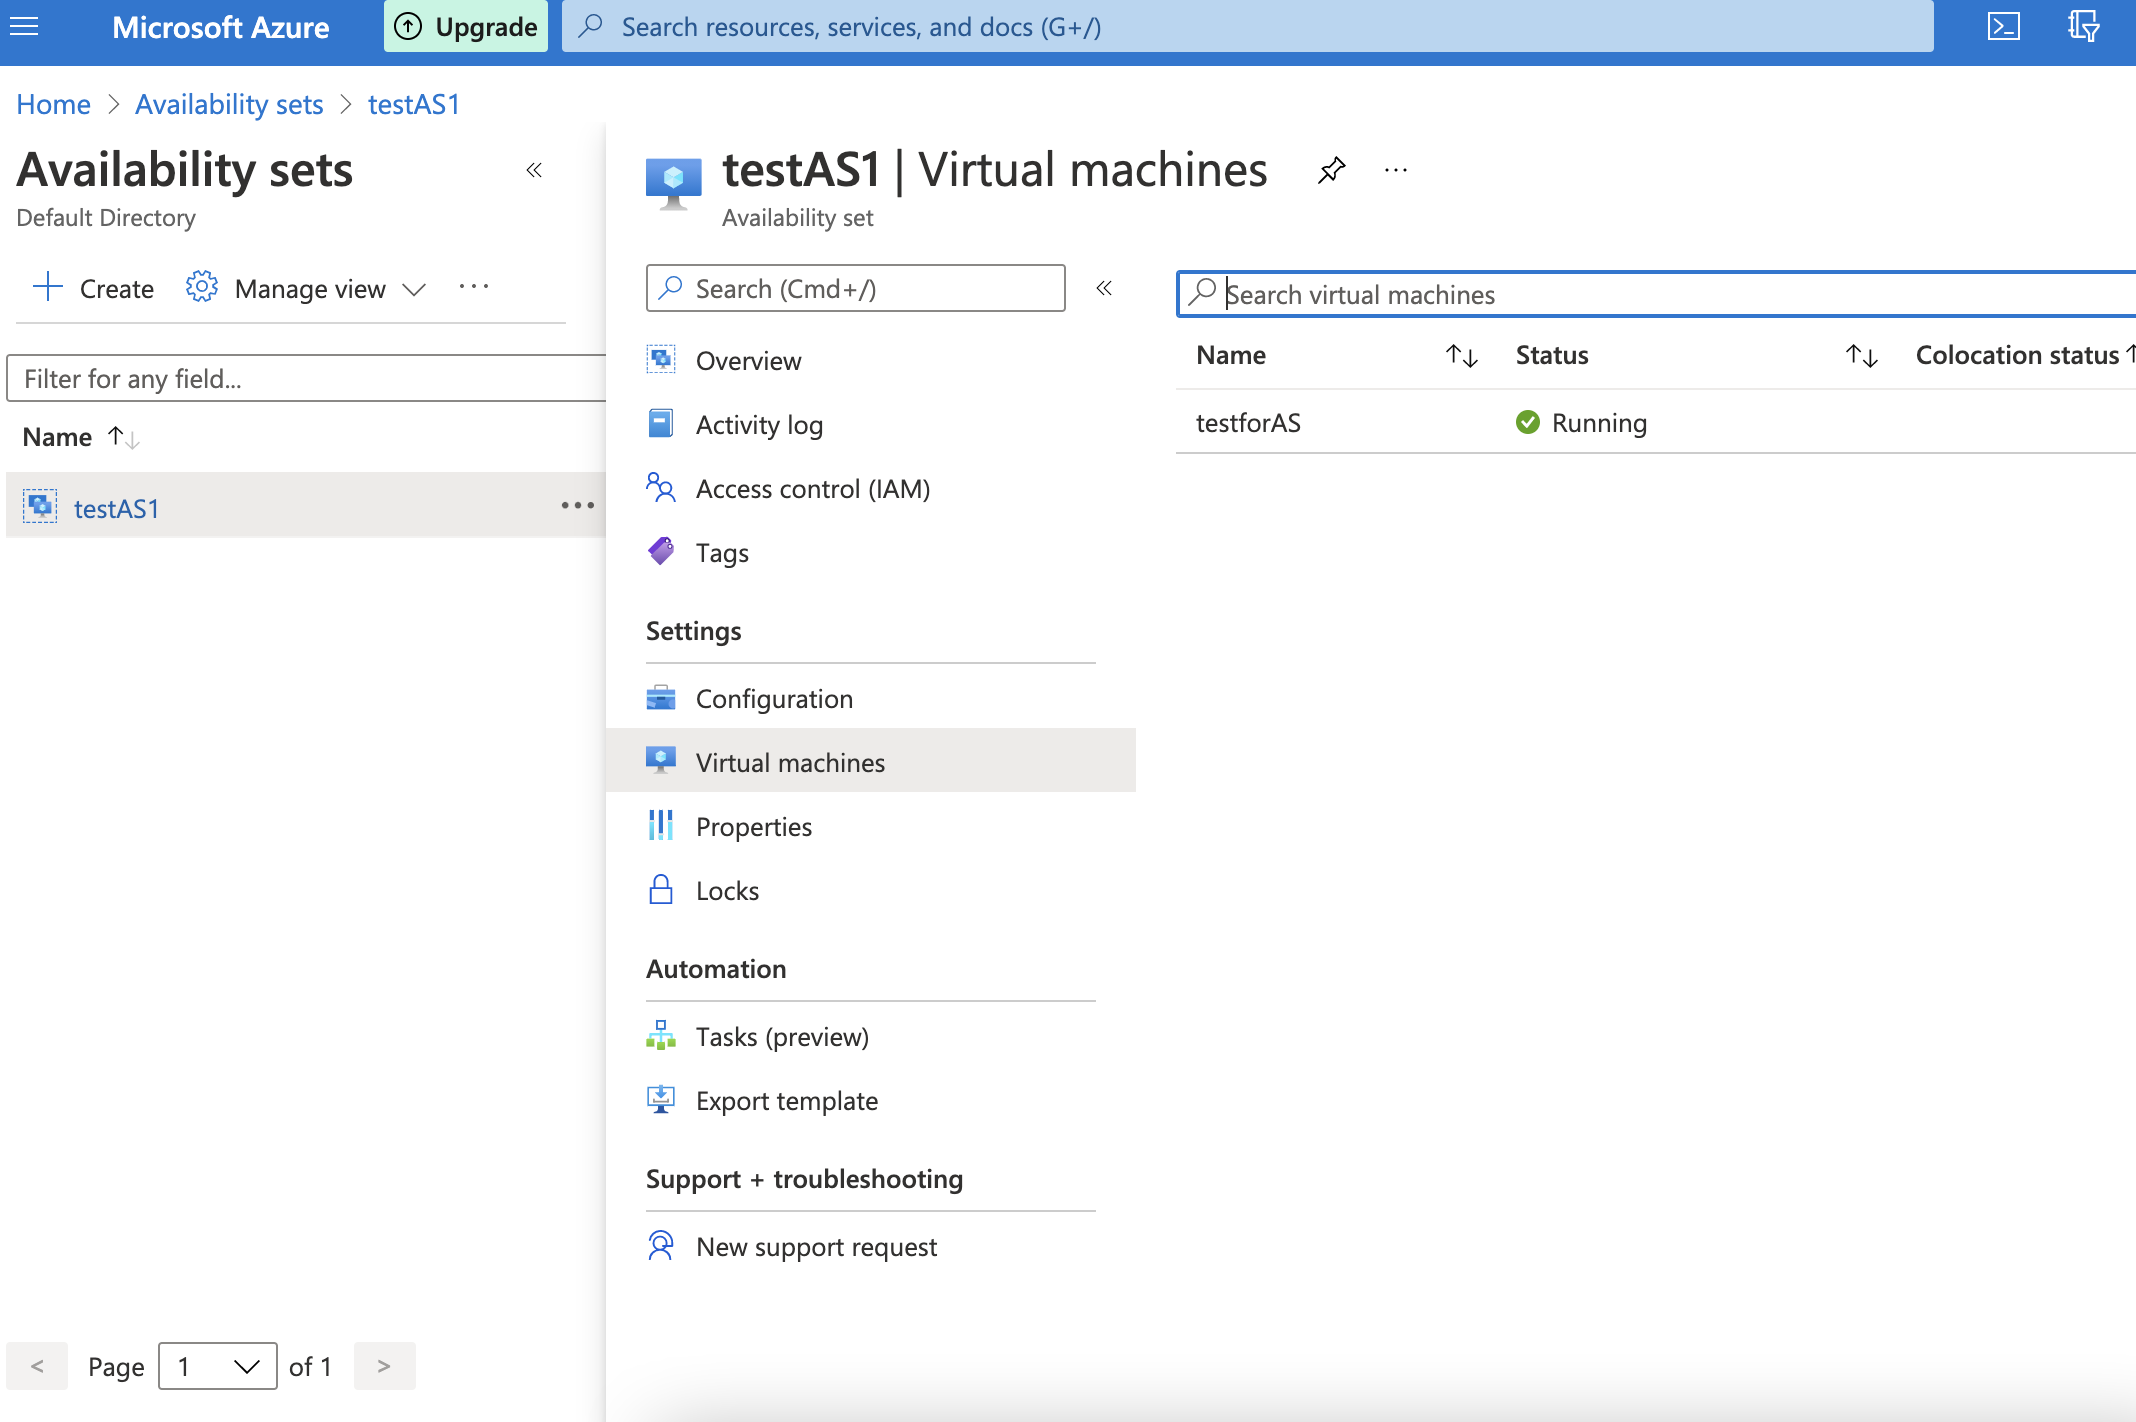 Microsoft Azure
Upgrade
Search resources, services, and docs (G+/)
Home > Availability sets > testAS1
Availability sets
Default Directory
Create
Manage view
Filter for any field...
Name
testAS1
Page 1 of 1
testAS1 | Virtual machines
Availability set
Search (Cmd+/)
Overview
Activity log
Access control (IAM)
Tags
Settings
Configuration
Virtual machines
Properties
Locks
Automation
Tasks (preview)
Export template
Support + troubleshooting
New support request
Search virtual machines
Name Status Colocation status
testforAS Running